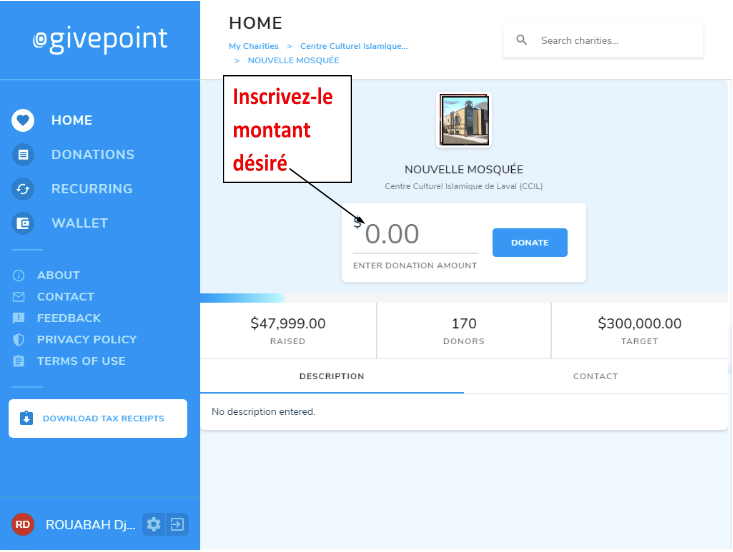 @givepoint
HOME
My Charities > Centre Culturel Islamique...
> NOUVELLE MOSQUÉE
Search charities...
HOME
DONATIONS
RECURRING
WALLET
ABOUT
CONTACT
FEEDBACK
PRIVACY POLICY
TERMS OF USE
DOWNLOAD TAX RECEIPTS
RD ROUABAH Dj...
Inscrivez-le
montant
désiré
NOUVELLE MOSQUÉE
Centre Culturel Islamique de Laval (CCIL)
$ 0.00
DONATE
ENTER DONATION AMOUNT
$47,999.00 170 $300,000.00
RAISED DONORS TARGET
DESCRIPTION CONTACT
No description entered.